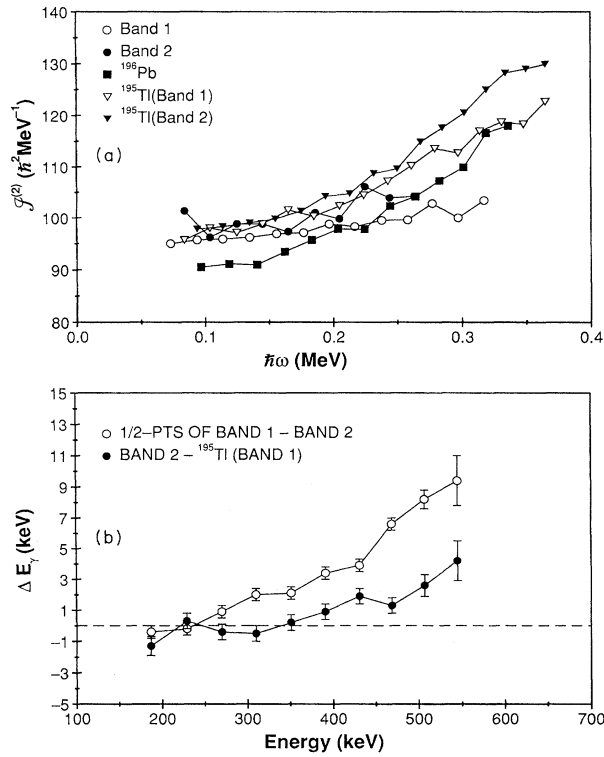 Band 1
Band 2
¹⁹⁶Pb
¹⁹⁵Tl(Band 1)
¹⁹⁵Tl(Band 2)
(a)
ℐ⁽²⁾ (ℏ²MeV⁻¹)
140
120
100
90
80
0.0 0.1 0.2 0.3 0.4
ℏω (MeV)
1/2–PTS OF BAND 1 – BAND 2
BAND 2 – ¹⁹⁵Tl (BAND 1)
(b)
Δ Eγ (keV)
15
13
11
9
7
5
3
1
−1
−3
−5
100 200 300 400 500 600 700
Energy (keV)